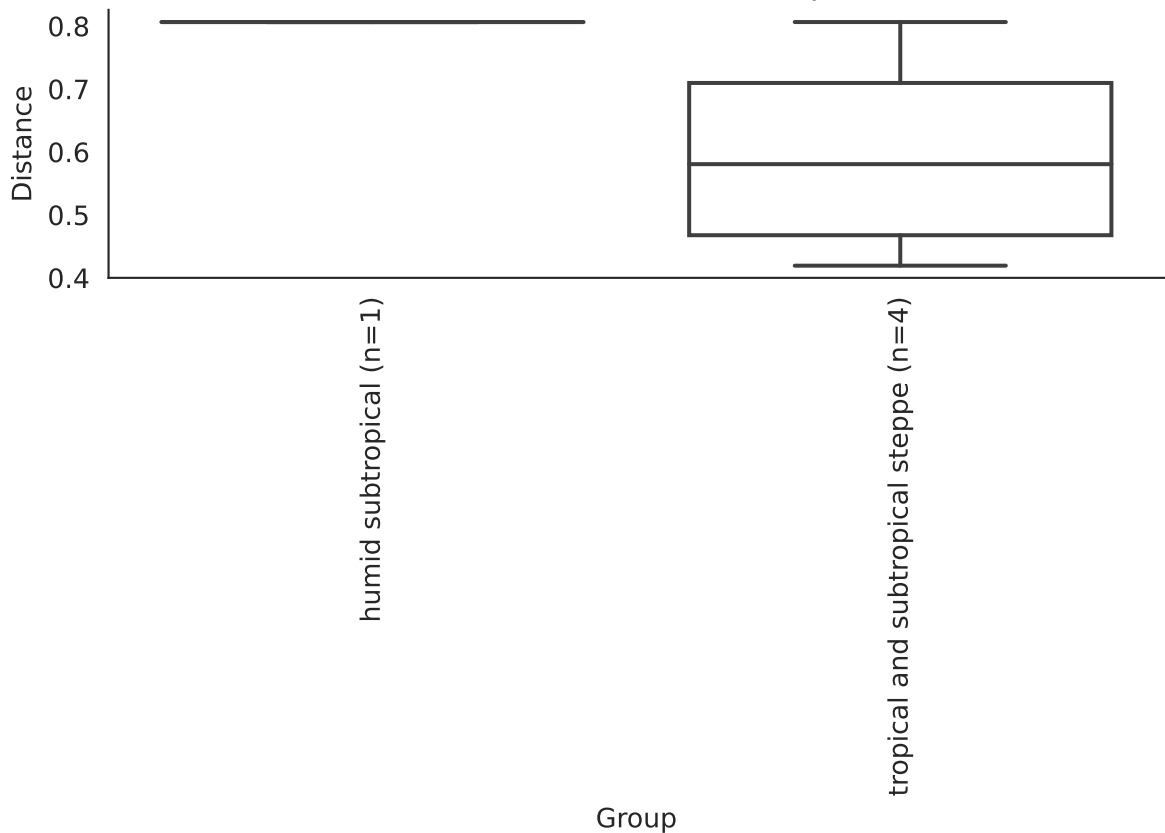 0.8
0.7
0.6
0.5
0.4
Distance
humid subtropical (n=1)
tropical and subtropical steppe (n=4)
Group